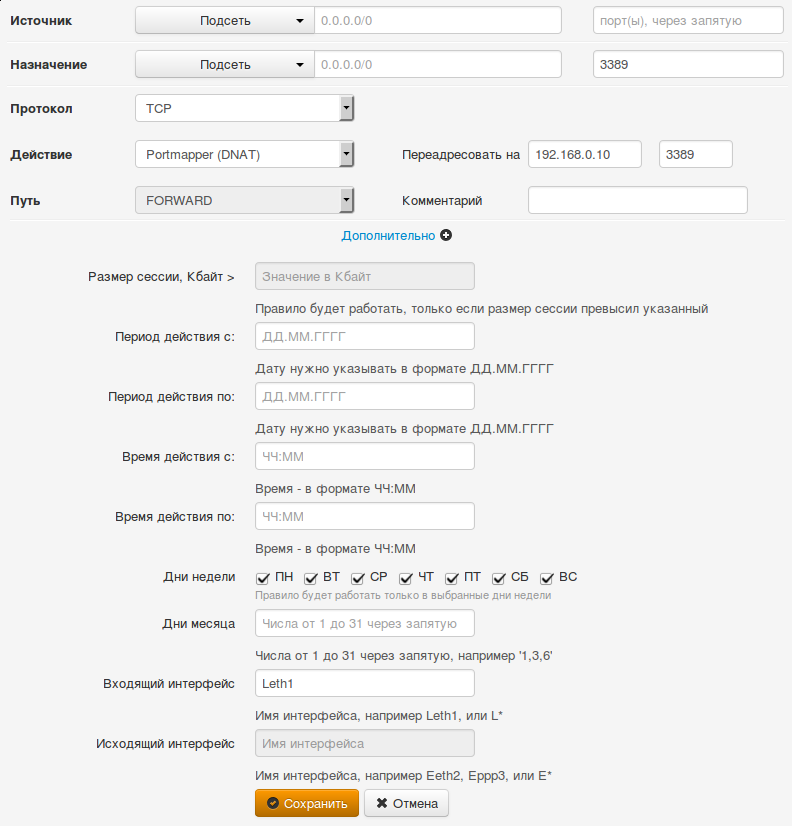 Источник Подсеть 0.0.0.0/0 порт(ы), через запятую
Назначение Подсеть 0.0.0.0/0 3389
Протокол TCP
Действие Portmapper (DNAT) Переадресовать на 192.168.0.10 3389
Путь FORWARD Комментарий
Дополнительно
Размер сессии, Кбайт > Значение в Кбайт
Правило будет работать, только если размер сессии превысил указанный
Период действия с: ДД.ММ.ГГГГ
Дату нужно указывать в формате ДД.ММ.ГГГГ
Период действия по: ДД.ММ.ГГГГ
Дату нужно указывать в формате ДД.ММ.ГГГГ
Время действия с: ЧЧ:ММ
Время - в формате ЧЧ:ММ
Время действия по: ЧЧ:ММ
Время - в формате ЧЧ:ММ
Дни недели ПН ВТ СР ЧТ ПТ СБ ВС
Правило будет работать только в выбранные дни недели
Дни месяца Числа от 1 до 31 через запятую
Числа от 1 до 31 через запятую, например '1,3,6'
Входящий интерфейс Leth1
Имя интерфейса, например Leth1, или L*
Исходящий интерфейс Имя интерфейса
Имя интерфейса, например Eeth2, Eppp3, или E*
Сохранить Отмена